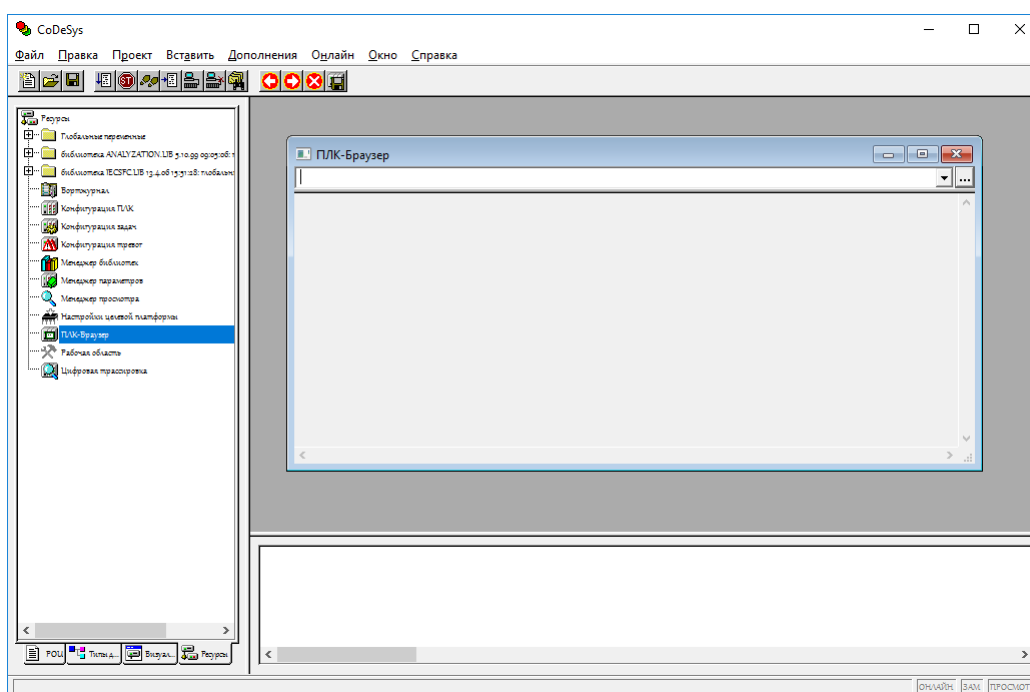 CoDeSys
Файл Правка Проект Вставить Дополнения Онлайн Окно Справка
Ресурсы
Глобальные переменные
библиотека ANALYZATION.LIB 5.10.99 09:05:06:
библиотека IECSFC.LIB 13.4.06 15:51:28: глобальн
Бортжурнал
Конфигурация ПЛК
Конфигурация задач
Конфигурация тревог
Менеджер библиотек
Менеджер параметров
Менеджер просмотра
Настройки целевой платформы
ПЛК-Браузер
Рабочая область
Цифровая трассировка
ПЛК-Браузер
...
POU Типы д... Визуал... Ресурсы
ОНЛАЙН ЗАМ. ПРОСМОТ